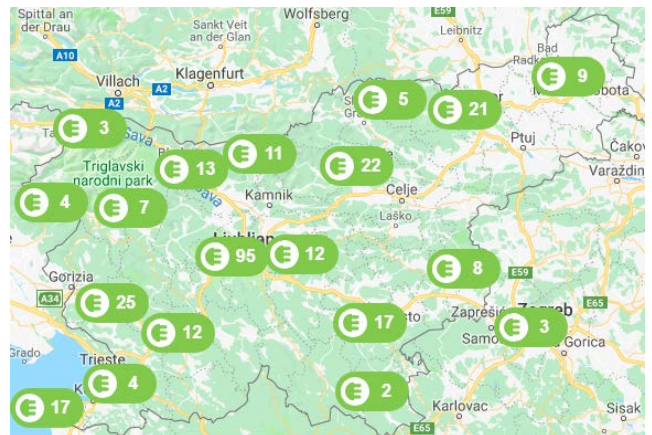 Spittal an
der Drau
Sankt Veit
an der Glan
Wolfsberg
E59
Leibnitz
A10
Villach
Klagenfurt
A2
A2
Bad
9
5
21
3
Sava
11
Ptuj
13
22
Triglavski
narodni park
Kamnik
Celje
Varaždin
4
7
Laško
95
12
8
E59
Gorizia
25
A34
17
Zaprešić
Zagreb
E65
3
Gorica
12
Grado
Trieste
4
2
17
Karlovac
Sisak
E65